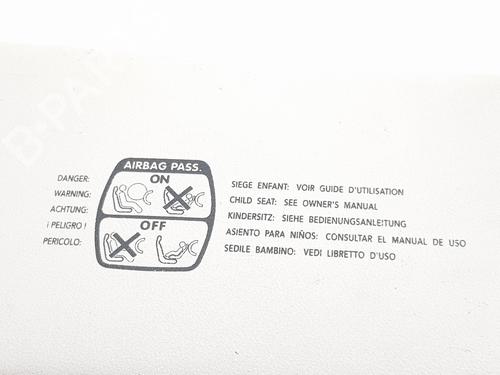 B-PARTS
AIRBAG PASS.
ON
OFF
DANGER:
WARNING:
ACHTUNG:
¡ PELIGRO !
PERICOLO:
SIEGE ENFANT: VOIR GUIDE D'UTILISATION
CHILD SEAT: SEE OWNER'S MANUAL
KINDERSITZ: SIEHE BEDIENUNGSANLEITUNG
ASIENTO PARA NIÑOS: CONSULTAR EL MANUAL DE USO
SEDILE BAMBINO: VEDI LIBRETTO D'USO